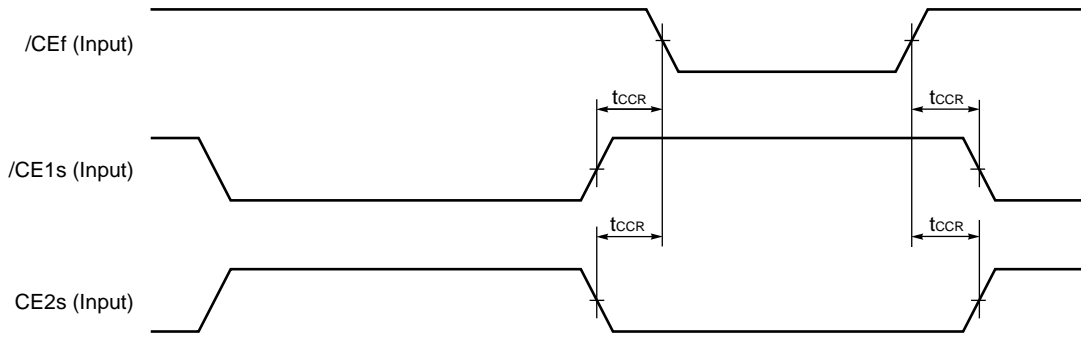 /CEf (Input)
tCCR
tCCR
/CE1s (Input)
tCCR
tCCR
CE2s (Input)